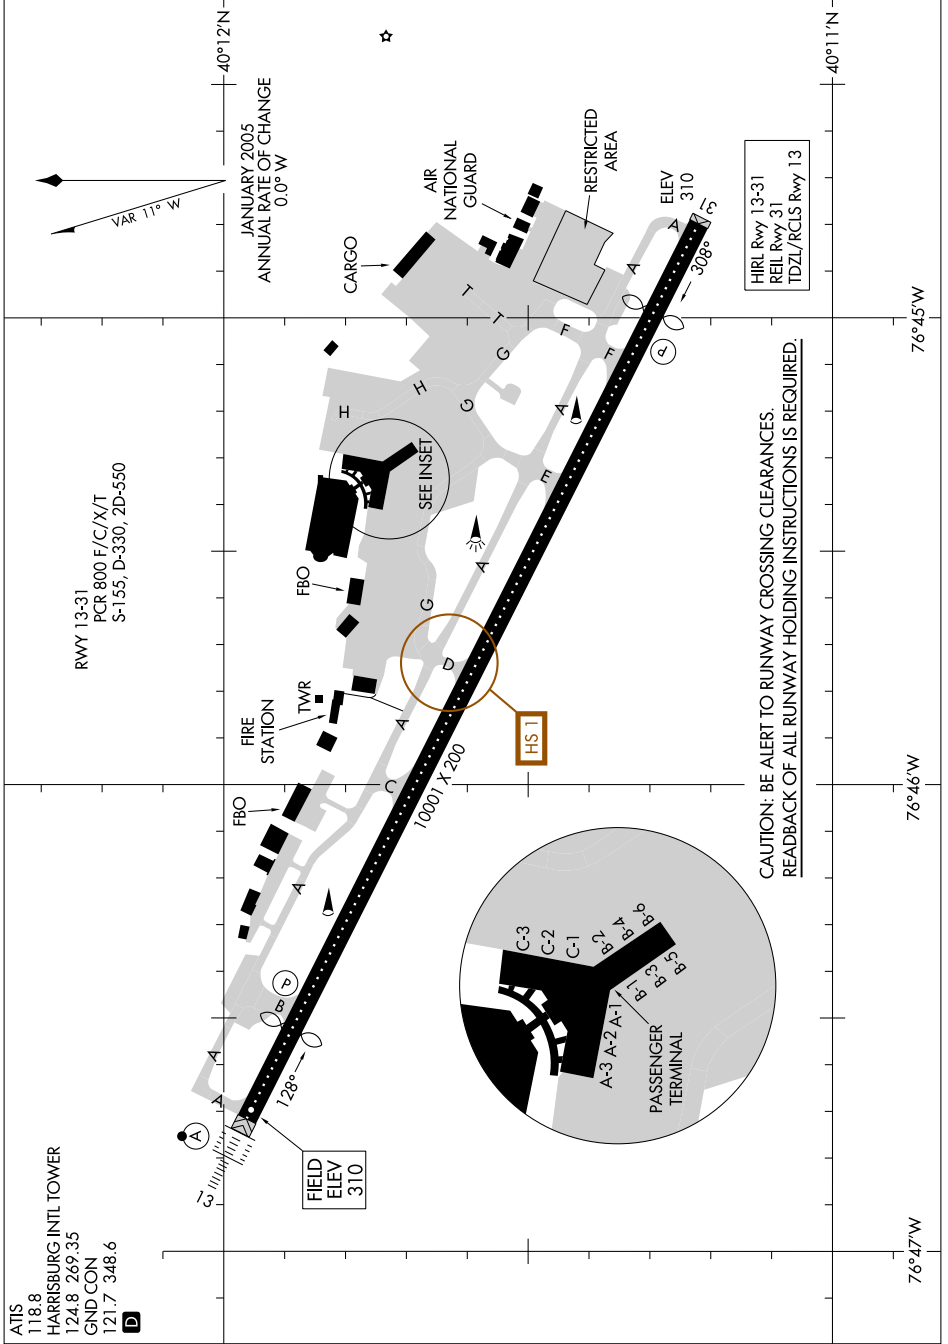 ATIS
118.8
HARRISBURG INTL TOWER
124.8 269.35
GND CON
121.7 348.6
D
RWY 13-31
PCR 800 F/C/X/T
S-155, D-330, 2D-550
VAR 11° W
JANUARY 2005
ANNUAL RATE OF CHANGE
0.0° W
40°12'N
40°11'N
76°47'W
76°46'W
76°45'W
A
13
FIELD
ELEV
310
128°
A
A
B
P
A
FBO
C
A
FIRE
STATION
TWR
10001 X 200
HS 1
D
G
FBO
A
SEE INSET
H
H
G
G
E
A
T
T
F
F
P
CARGO
AIR
NATIONAL
GUARD
RESTRICTED
AREA
A
A
ELEV
310
31
308°
HIRL Rwy 13-31
REIL Rwy 31
TDZL/RCLS Rwy 13
C-3
C-2
C-1
B-2
B-4
B-6
B-1
B-3
B-5
A-3 A-2 A-1
PASSENGER
TERMINAL
CAUTION: BE ALERT TO RUNWAY CROSSING CLEARANCES.
READBACK OF ALL RUNWAY HOLDING INSTRUCTIONS IS REQUIRED.